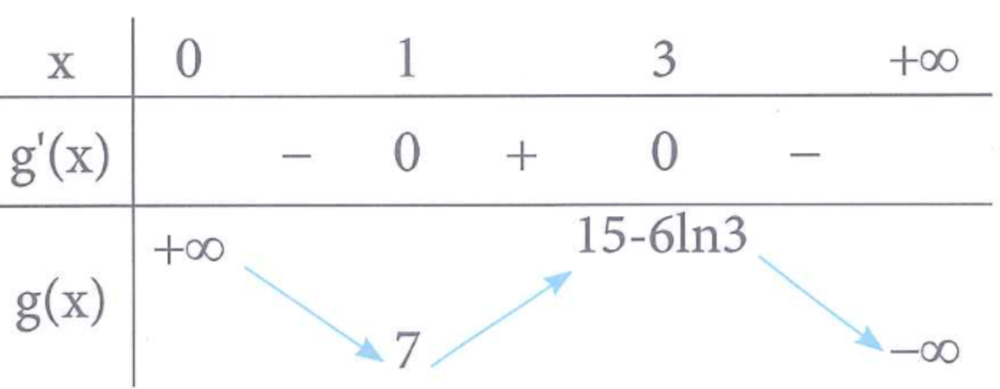 x 0 1 3 +∞
g'(x) − 0 + 0 −
g(x) +∞ 7 15-6ln3 −∞